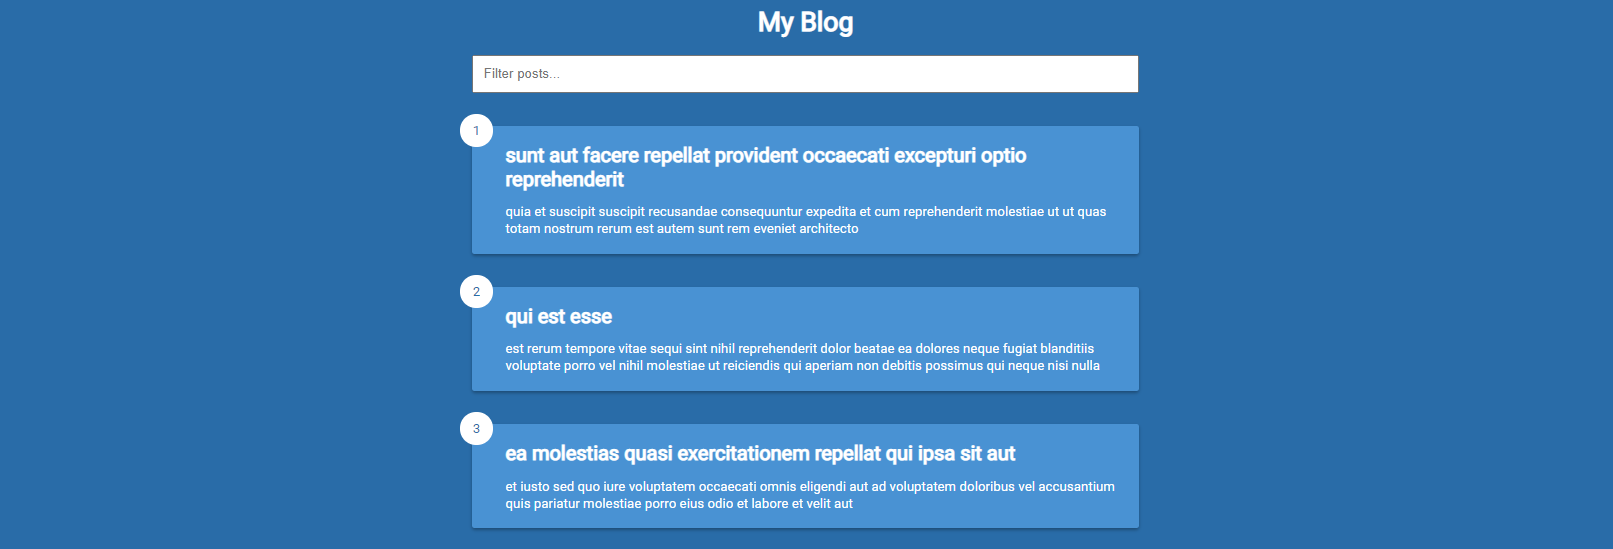 My Blog
Filter posts...
1
sunt aut facere repellat provident occaecati excepturi optio
reprehenderit
quia et suscipit suscipit recusandae consequuntur expedita et cum reprehenderit molestiae ut ut quas
totam nostrum rerum est autem sunt rem eveniet architecto
2
qui est esse
est rerum tempore vitae sequi sint nihil reprehenderit dolor beatae ea dolores neque fugiat blanditiis
voluptate porro vel nihil molestiae ut reiciendis qui aperiam non debitis possimus qui neque nisi nulla
3
ea molestias quasi exercitationem repellat qui ipsa sit aut
et iusto sed quo iure voluptatem occaecati omnis eligendi aut ad voluptatem doloribus vel accusantium
quis pariatur molestiae porro eius odio et labore et velit aut